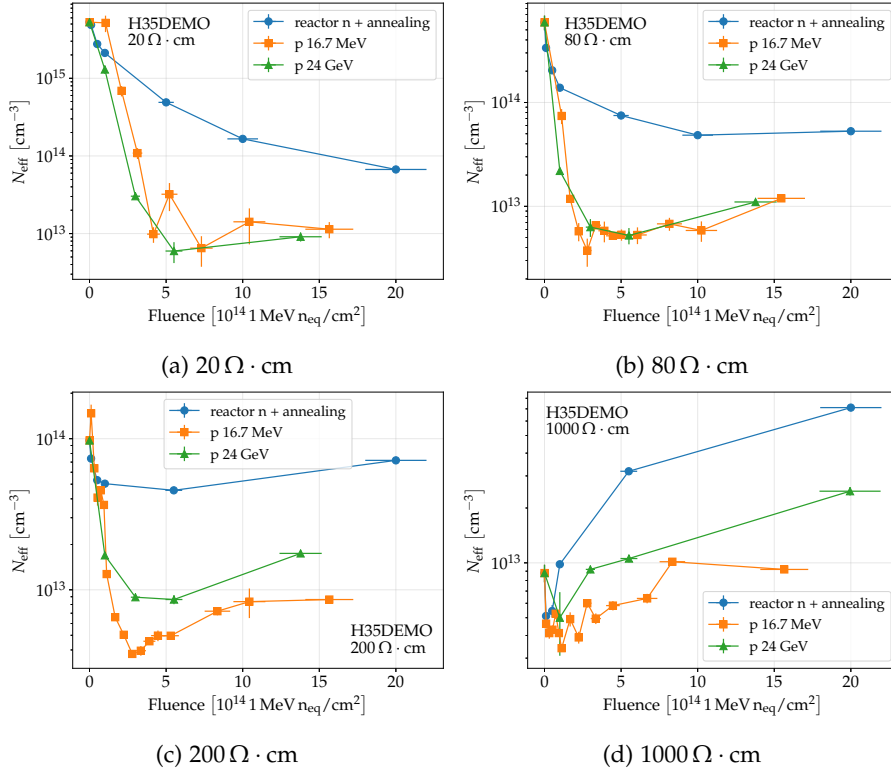 H35DEMO
20 Ω · cm
reactor n + annealing
p 16.7 MeV
p 24 GeV
10^15
10^14
10^13
N_eff [cm^−3]
0 5 10 15 20
Fluence [10^14 1 MeV n_eq/cm^2]
(a) 20 Ω · cm
H35DEMO
80 Ω · cm
reactor n + annealing
p 16.7 MeV
p 24 GeV
10^14
10^13
N_eff [cm^−3]
0 5 10 15 20
Fluence [10^14 1 MeV n_eq/cm^2]
(b) 80 Ω · cm
reactor n + annealing
p 16.7 MeV
p 24 GeV
10^14
10^13
N_eff [cm^−3]
H35DEMO
200 Ω · cm
0 5 10 15 20
Fluence [10^14 1 MeV n_eq/cm^2]
(c) 200 Ω · cm
H35DEMO
1000 Ω · cm
10^13
N_eff [cm^−3]
reactor n + annealing
p 16.7 MeV
p 24 GeV
0 5 10 15 20
Fluence [10^14 1 MeV n_eq/cm^2]
(d) 1000 Ω · cm